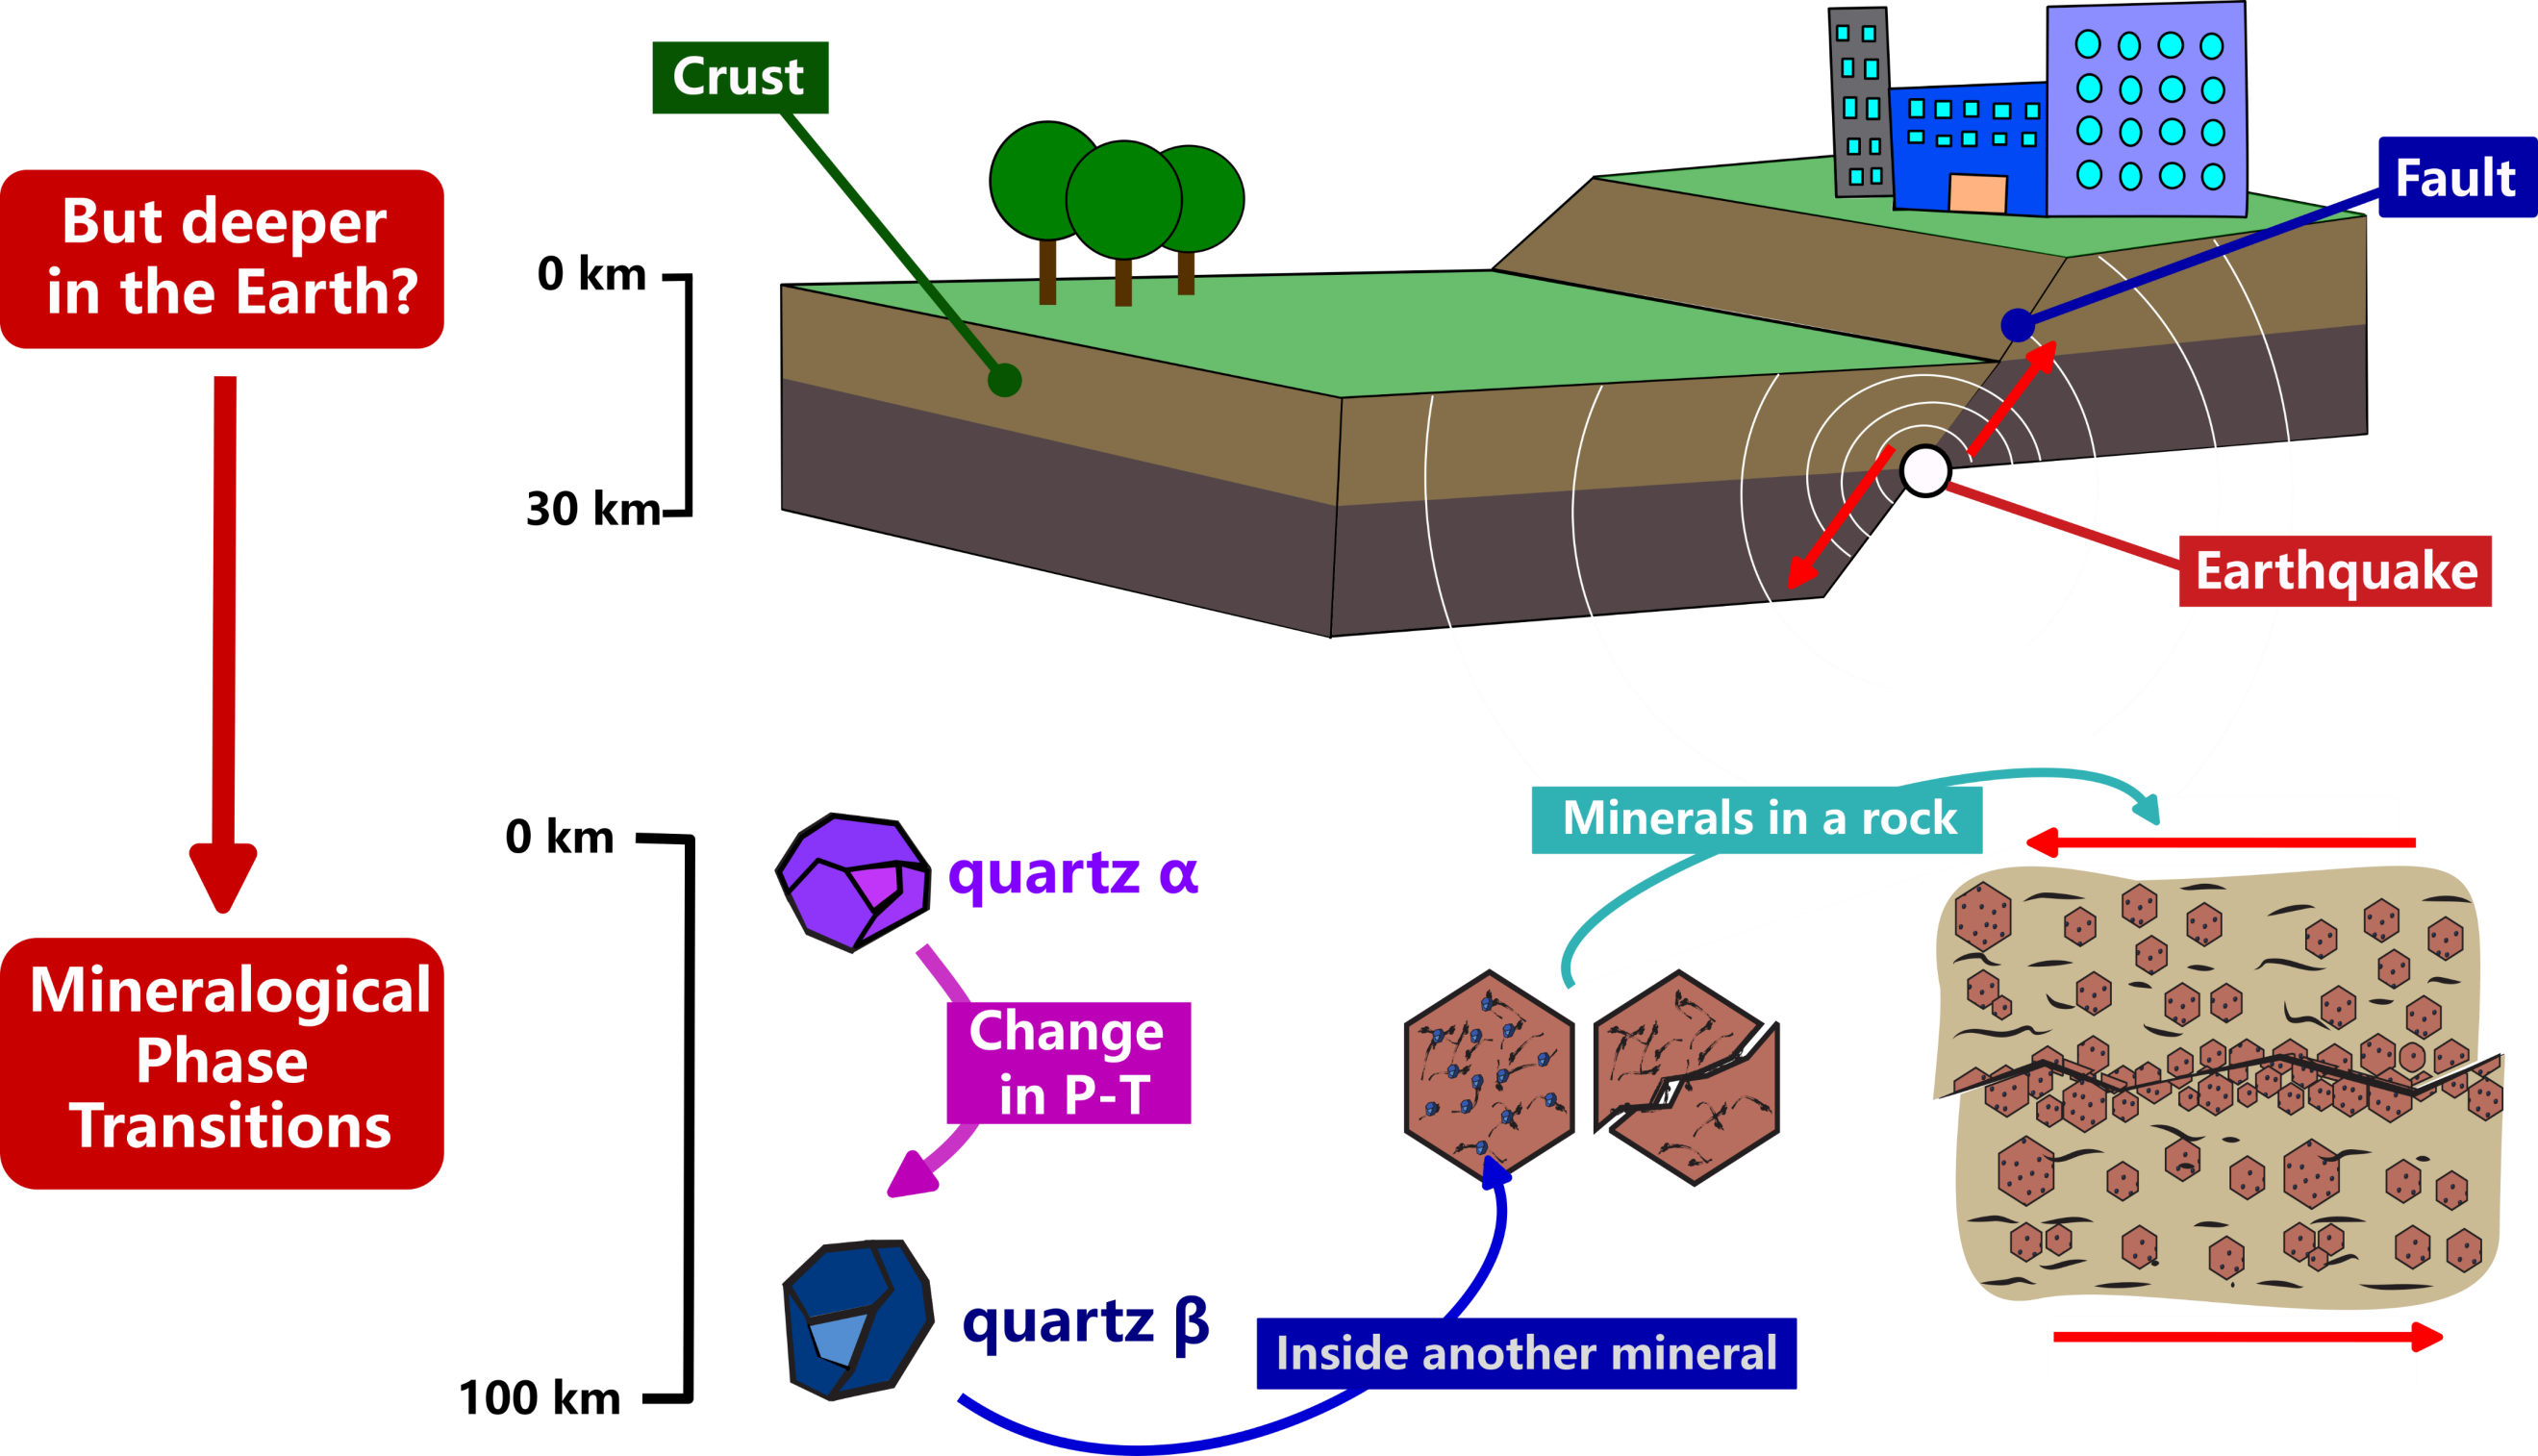 Crust
But deeper
in the Earth?
Fault
0 km
30 km
Earthquake
Minerals in a rock
0 km
quartz α
Mineralogical
Phase
Transitions
Change
in P-T
quartz β
Inside another mineral
100 km